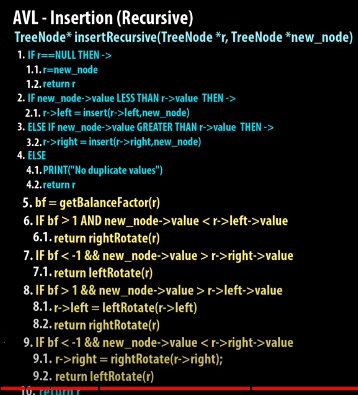 AVL - Insertion (Recursive)
TreeNode* insertRecursive(TreeNode *r, TreeNode *new_node)
1. IF r==NULL THEN ->
1.1. r=new_node
1.2. return r
2. IF new_node->value LESS THAN r->value THEN ->
2.1. r->left = insert(r->left,new_node)
3. ELSE IF new_node->value GREATER THAN r->value THEN ->
3.2. r->right = insert(r->right,new_node)
4. ELSE
4.1. PRINT("No duplicate values")
4.2. return r
5. bf = getBalanceFactor(r)
6. IF bf > 1 AND new_node->value < r->left->value
6.1. return rightRotate(r)
7. IF bf < -1 && new_node->value > r->right->value
7.1. return leftRotate(r)
8. IF bf > 1 && new_node->value > r->left->value
8.1. r->left = leftRotate(r->left)
8.2. return rightRotate(r)
9. IF bf < -1 && new_node->value < r->right->value
9.1. r->right = rightRotate(r->right);
9.2. return leftRotate(r)
10. return r